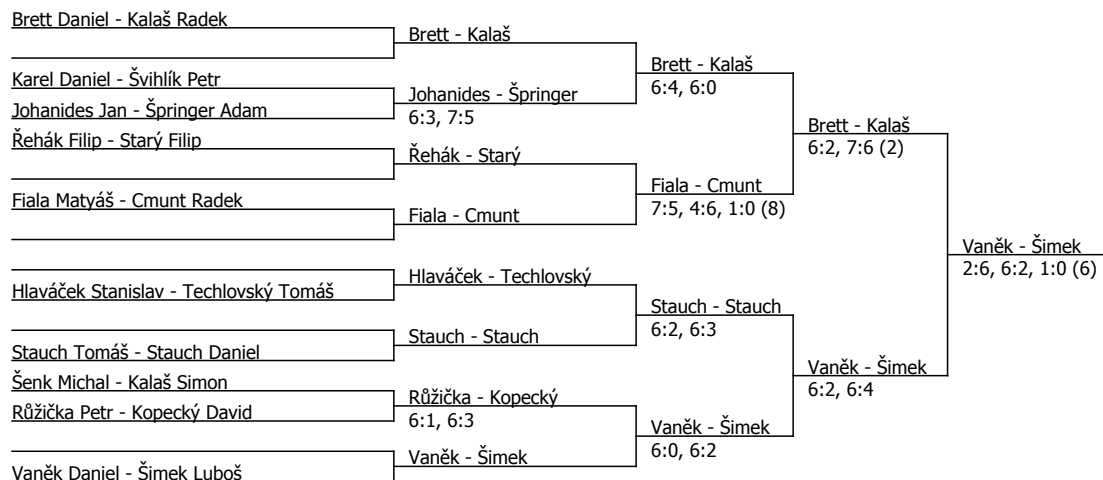 Brett Daniel - Kalaš Radek
Karel Daniel - Švihlík Petr
Johanides Jan - Špringer Adam
Řehák Filip - Starý Filip
Fiala Matyáš - Cmunt Radek
Hlaváček Stanislav - Techlovský Tomáš
Stauch Tomáš - Stauch Daniel
Šenk Michal - Kalaš Simon
Růžička Petr - Kopecký David
Vaněk Daniel - Šimek Luboš
Brett - Kalaš
Johanides - Špringer
6:3, 7:5
Řehák - Starý
Fiala - Cmunt
Hlaváček - Techlovský
Stauch - Stauch
Růžička - Kopecký
6:1, 6:3
Vaněk - Šimek
Brett - Kalaš
6:4, 6:0
Fiala - Cmunt
7:5, 4:6, 1:0 (8)
Stauch - Stauch
6:2, 6:3
Vaněk - Šimek
6:0, 6:2
Brett - Kalaš
6:2, 7:6 (2)
Vaněk - Šimek
6:2, 6:4
Vaněk - Šimek
2:6, 6:2, 1:0 (6)